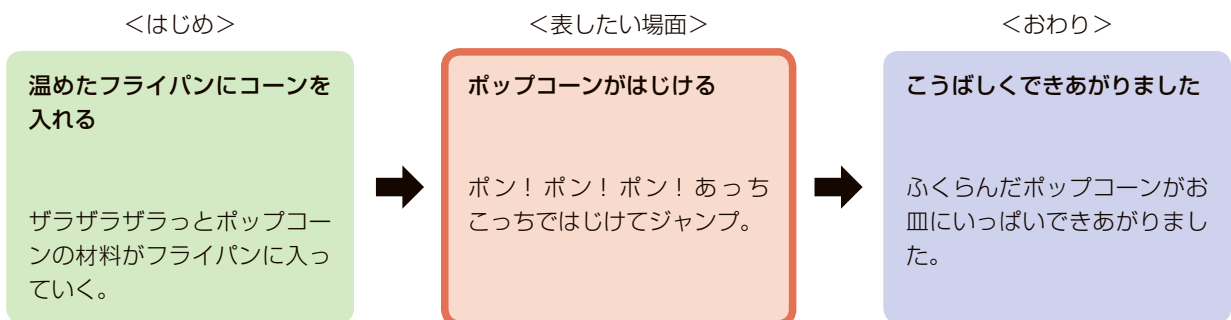 ＜はじめ＞
温めたフライパンにコーンを
入れる
ザラザラザラっとポップコー
ンの材料がフライパンに入っ
ていく。
＜表したい場面＞
ポップコーンがはじける
ポン！ポン！ポン！あっち
こっちではじけてジャンプ。
＜おわり＞
こうばしくできあがりました
ふくらんだポップコーンがお
皿にいっぱいできあがりまし
た。